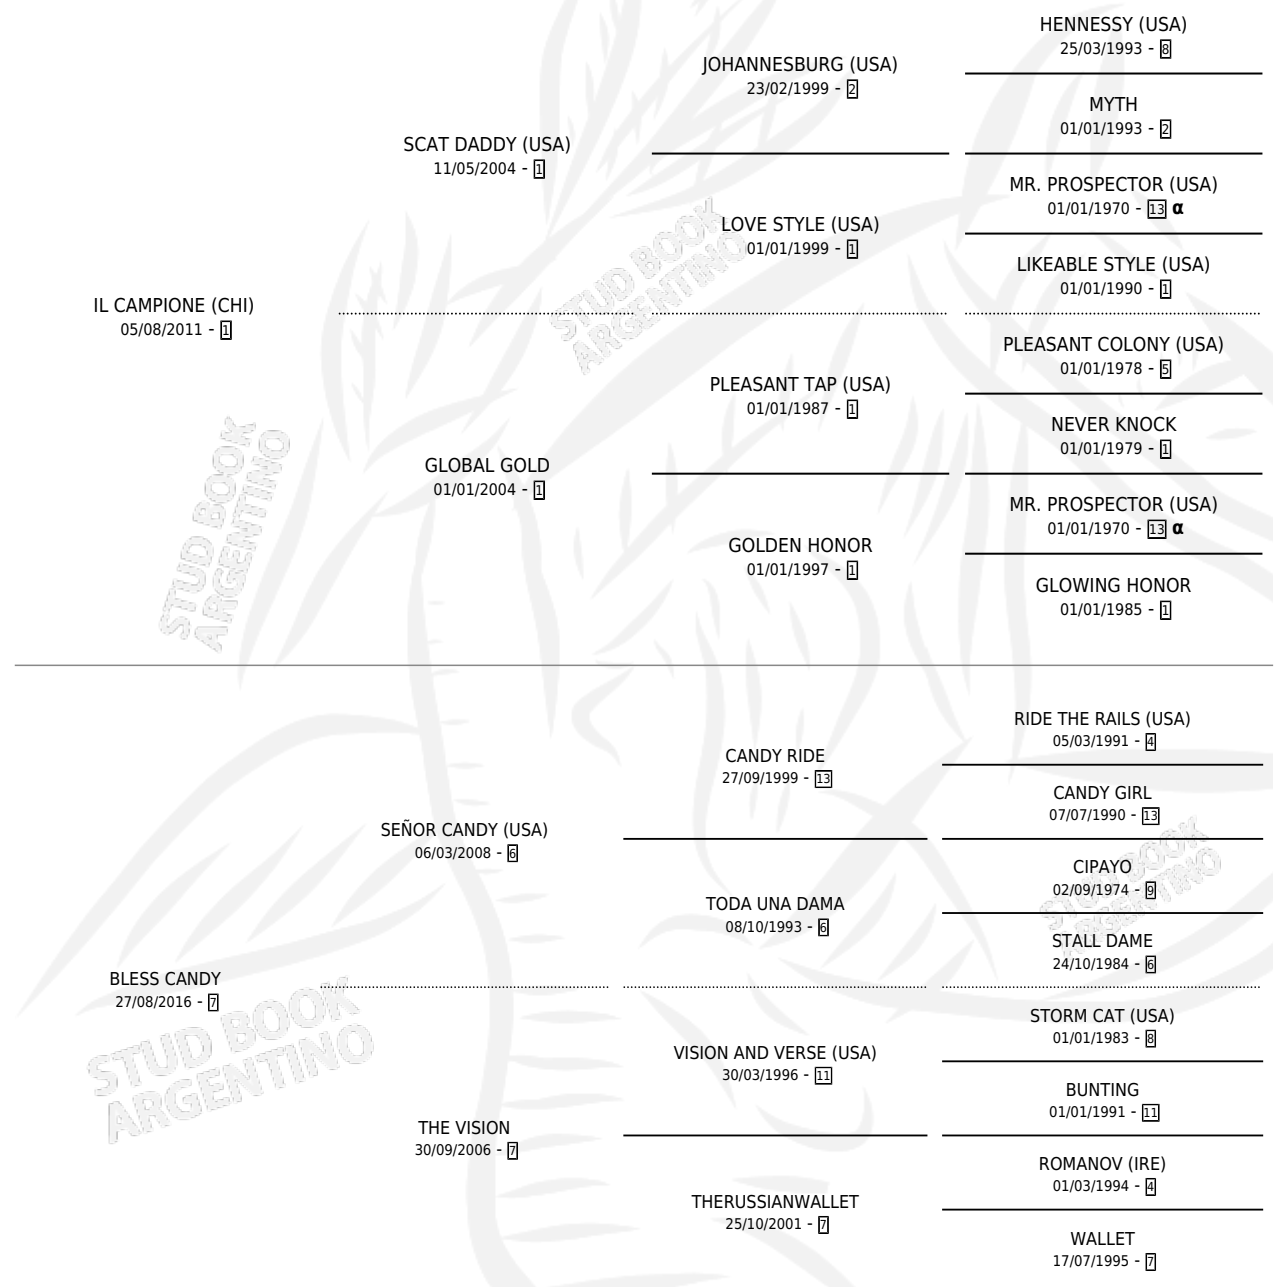 HENNESSY (USA)
25/03/1993 - 8
JOHANNESBURG (USA)
23/02/1999 - 2
MYTH
01/01/1993 - 2
SCAT DADDY (USA)
11/05/2004 - 1
MR. PROSPECTOR (USA)
01/01/1970 - 13 α
LOVE STYLE (USA)
01/01/1999 - 1
LIKEABLE STYLE (USA)
01/01/1990 - 1
IL CAMPIONE (CHI)
05/08/2011 - 1
PLEASANT COLONY (USA)
01/01/1978 - 5
PLEASANT TAP (USA)
01/01/1987 - 1
NEVER KNOCK
01/01/1979 - 1
GLOBAL GOLD
01/01/2004 - 1
MR. PROSPECTOR (USA)
01/01/1970 - 13 α
GOLDEN HONOR
01/01/1997 - 1
GLOWING HONOR
01/01/1985 - 1
RIDE THE RAILS (USA)
05/03/1991 - 4
CANDY RIDE
27/09/1999 - 13
CANDY GIRL
07/07/1990 - 13
SEÑOR CANDY (USA)
06/03/2008 - 6
CIPAYO
02/09/1974 - 9
TODA UNA DAMA
08/10/1993 - 6
STALL DAME
24/10/1984 - 6
BLESS CANDY
27/08/2016 - 7
STORM CAT (USA)
01/01/1983 - 8
VISION AND VERSE (USA)
30/03/1996 - 11
BUNTING
01/01/1991 - 11
THE VISION
30/09/2006 - 7
ROMANOV (IRE)
01/03/1994 - 4
THERUSSIANWALLET
25/10/2001 - 7
WALLET
17/07/1995 - 7
STUD BOOK
ARGENTINO
STUD BOOK
ARGENTINO
STUD BOOK
ARGENTINO
STUD BOOK
ARGENTINO